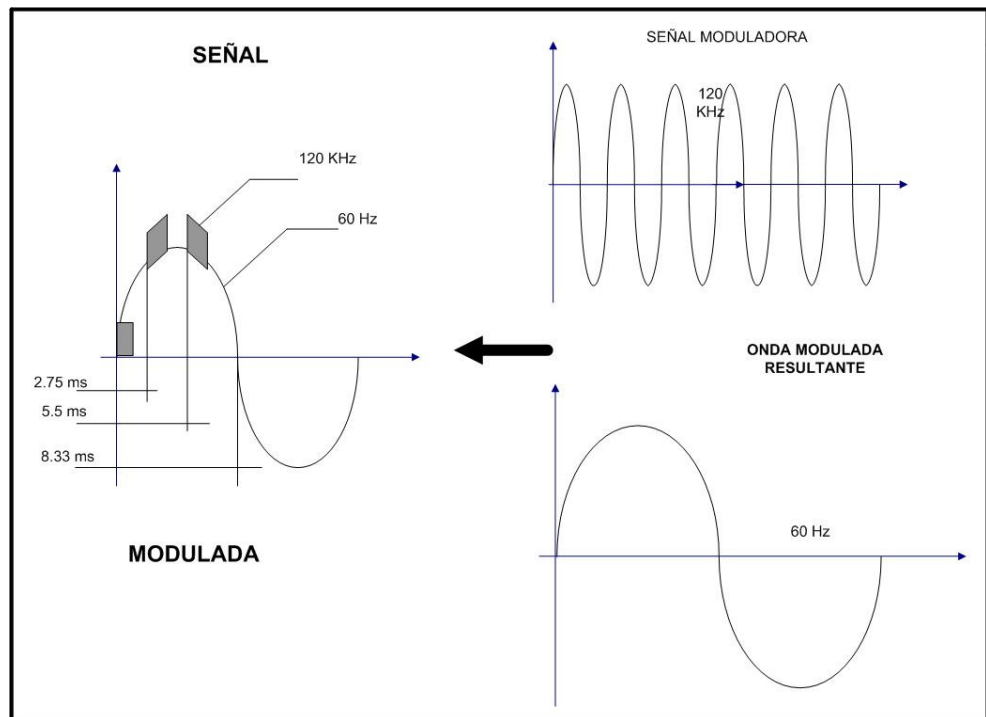 SEÑAL
120 KHz
60 Hz
2.75 ms
5.5 ms
8.33 ms
MODULADA
SEÑAL MODULADORA
120
KHz
ONDA MODULADA
RESULTANTE
60 Hz